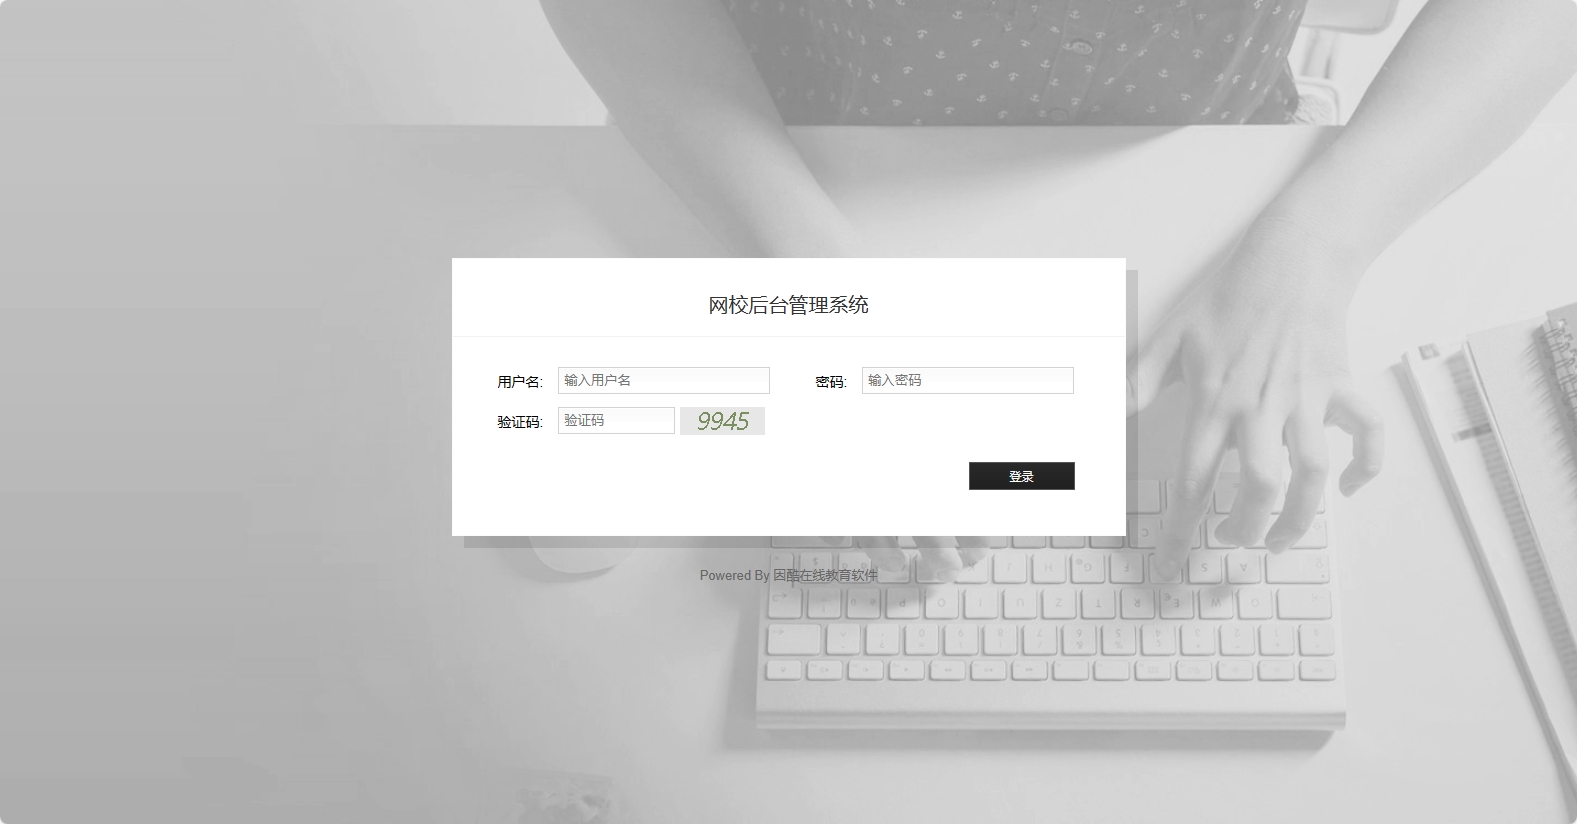 网校后台管理系统
用户名: 输入用户名 密码: 输入密码
验证码: 验证码 9945
登录
Powered By 因酷在线教育软件